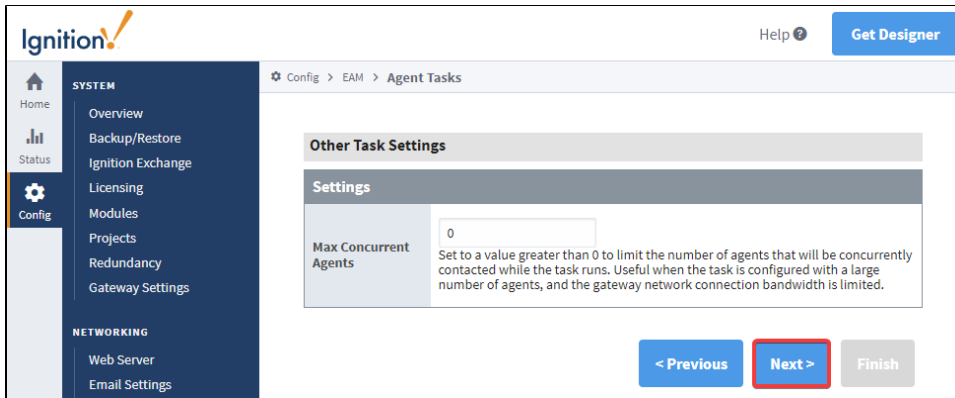 Ignition!
Help ?
Get Designer
Home
Status
Config
SYSTEM
Overview
Backup/Restore
Ignition Exchange
Licensing
Modules
Projects
Redundancy
Gateway Settings
NETWORKING
Web Server
Email Settings
Config > EAM > Agent Tasks
Other Task Settings
Settings
Max Concurrent
Agents
0
Set to a value greater than 0 to limit the number of agents that will be concurrently
contacted while the task runs. Useful when the task is configured with a large
number of agents, and the gateway network connection bandwidth is limited.
< Previous
Next >
Finish